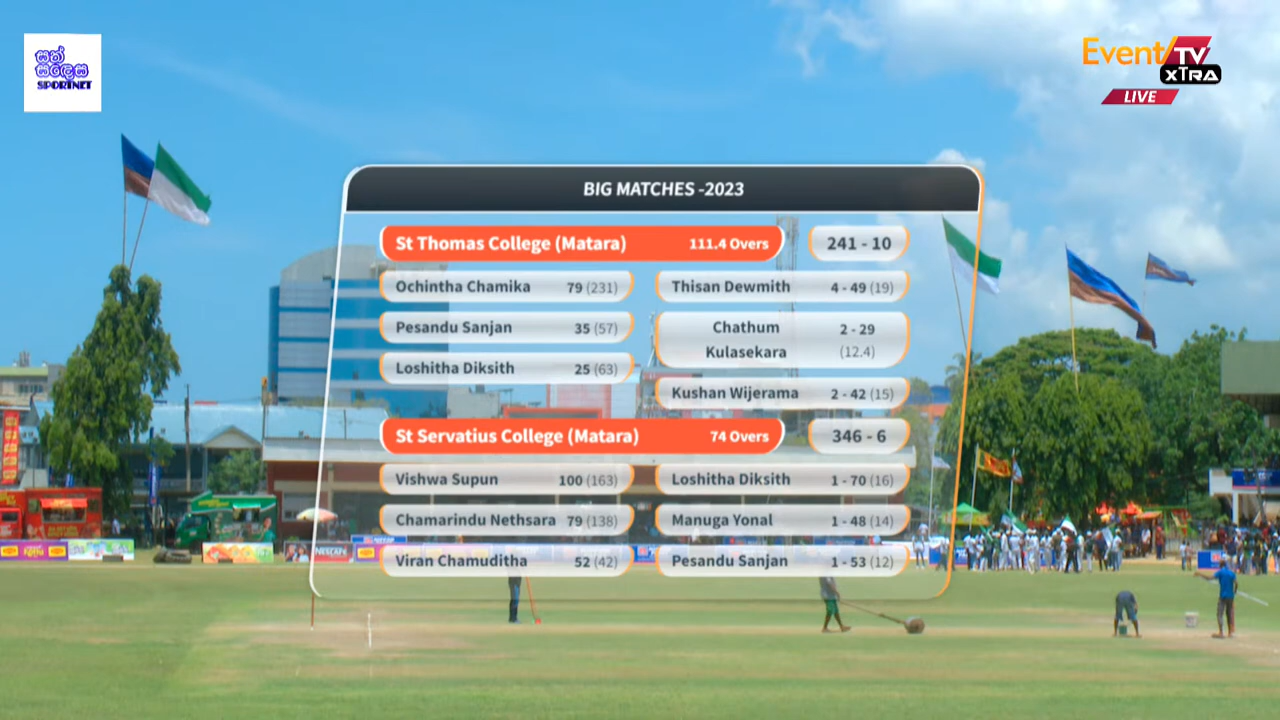 සත්
සඳෙස
SPORTNET
Event TV
XTRA
LIVE
BIG MATCHES -2023
St Thomas College (Matara) 111.4 Overs 241 - 10
Ochintha Chamika 79 (231) Thisan Dewmith 4 - 49 (19)
Pesandu Sanjan 35 (57) Chathum 2 - 29
Kulasekara (12.4)
Loshitha Diksith 25 (63)
Kushan Wijerama 2 - 42 (15)
St Servatius College (Matara) 74 Overs 346 - 6
Vishwa Supun 100 (163) Loshitha Diksith 1 - 70 (16)
Chamarindu Nethsara 79 (138) Manuga Yonal 1 - 48 (14)
Viran Chamuditha 52 (42) Pesandu Sanjan 1 - 53 (12)
NESCAFÉ